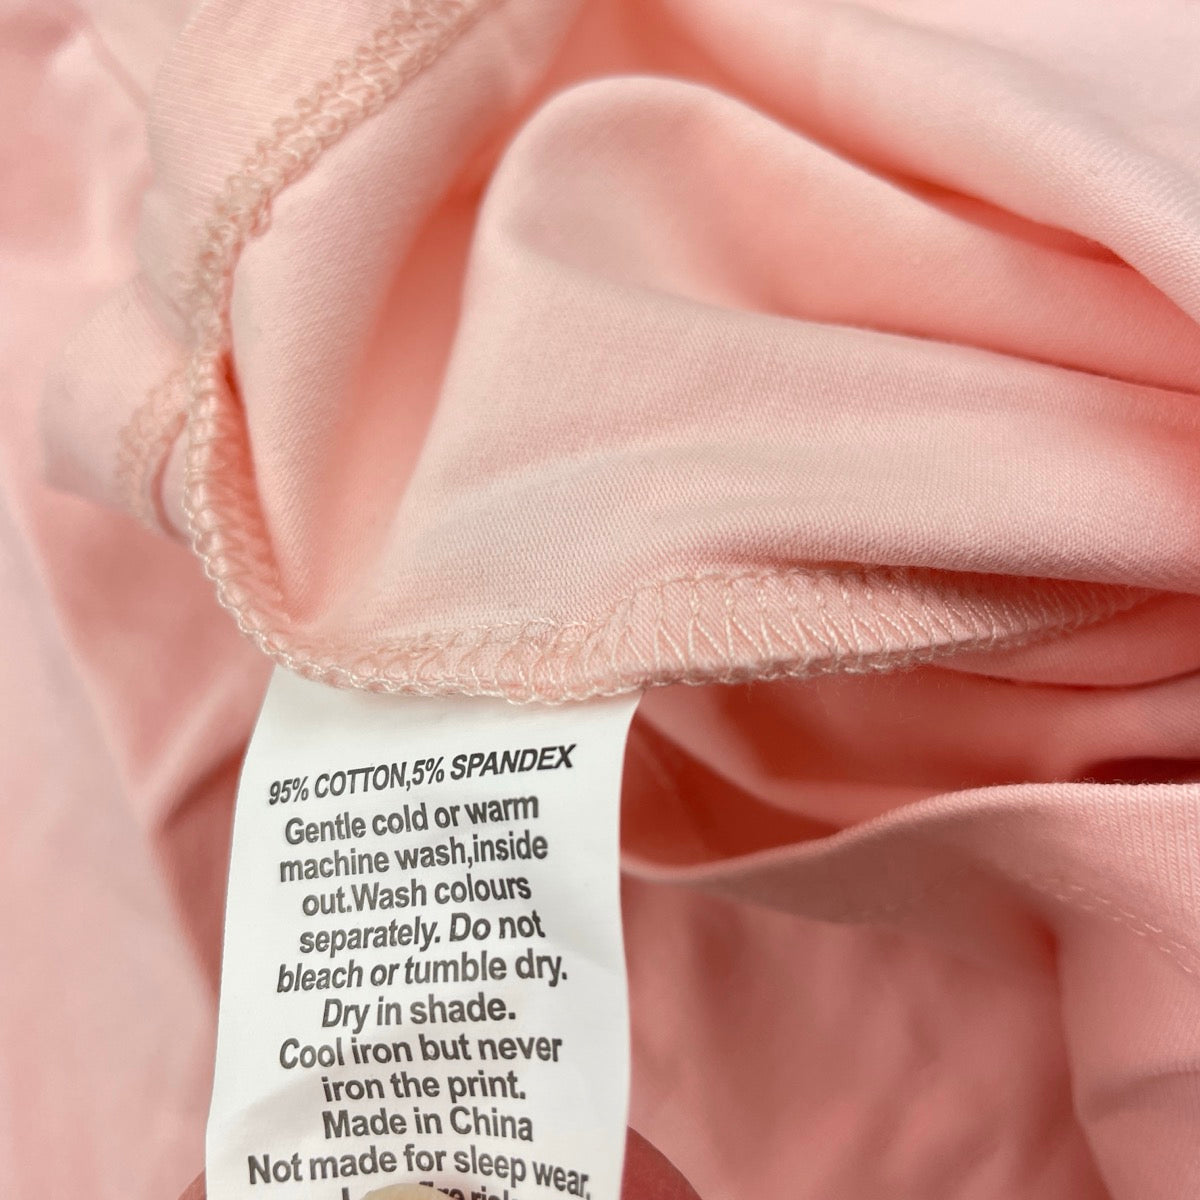 95% COTTON,5% SPANDEX
Gentle cold or warm
machine wash,inside
out.Wash colours
separately. Do not
bleach or tumble dry.
Dry in shade.
Cool iron but never
iron the print.
Made in China
Not made for sleep wear,